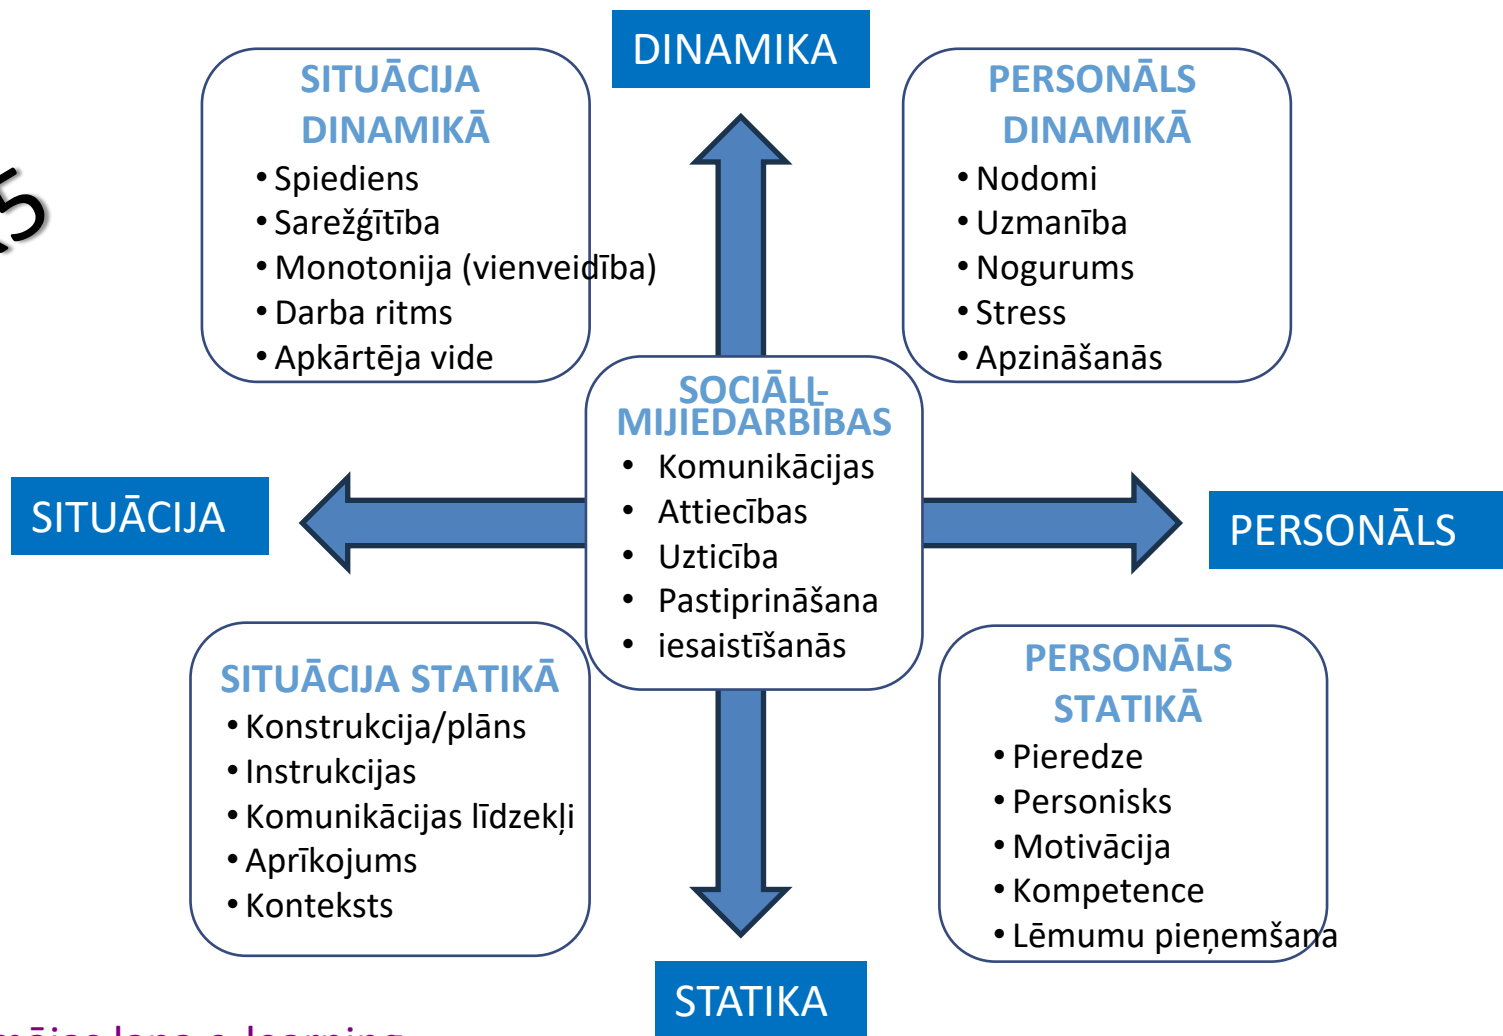 DINAMIKA
SITUĀCIJA
DINAMIKĀ
• Spiediens
• Sarežģītība
• Monotonija (vienveidība)
• Darba ritms
• Apkārtēja vide
PERSONĀLS
DINAMIKĀ
• Nodomi
• Uzmanība
• Nogurums
• Stress
• Apzināšanās
5
SOCIĀLĻ-
MIJIEDARBĪBAS
• Komunikācijas
• Attiecības
• Uzticība
• Pastiprināšana
• iesaistīšanās
SITUĀCIJA
PERSONĀLS
SITUĀCIJA STATIKĀ
• Konstrukcija/plāns
• Instrukcijas
• Komunikācijas līdzekļi
• Aprīkojums
• Konteksts
PERSONĀLS
STATIKĀ
• Pieredze
• Personisks
• Motivācija
• Kompetence
• Lēmumu pieņemšana
STATIKA